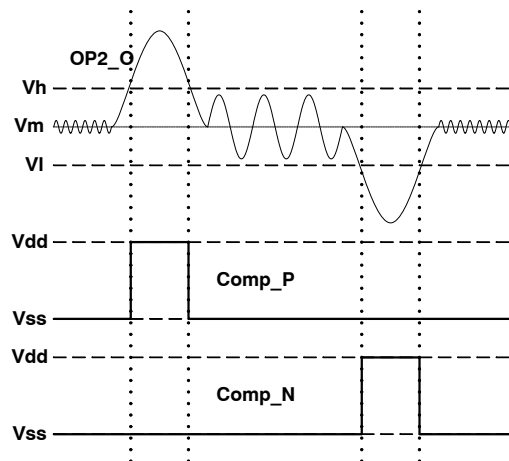 OP2_O
Vh
Vm
Vl
Vdd
Comp_P
Vss
Vdd
Comp_N
Vss